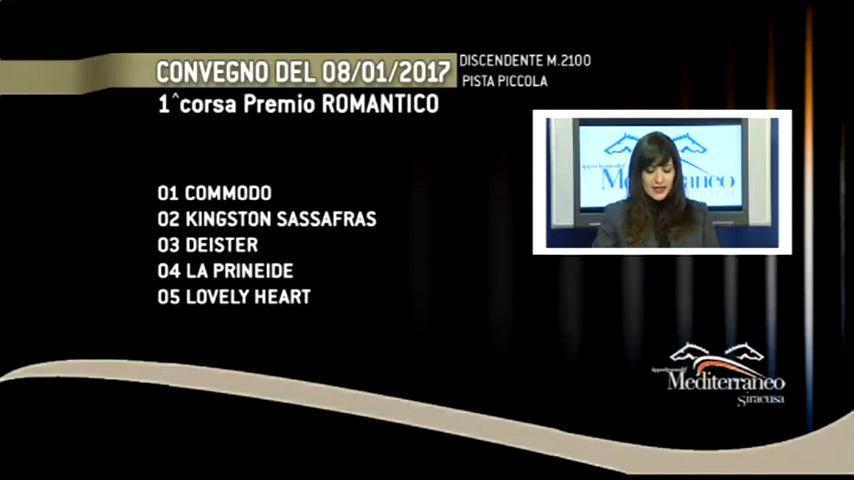 CONVEGNO DEL 08/01/2017
DISCENDENTE M.2100
PISTA PICCOLA
1^corsa Premio ROMANTICO
01 COMMODO
02 KINGSTON SASSAFRAS
03 DEISTER
04 LA PRINEIDE
05 LOVELY HEART
Mediterraneo
Mediterraneo
Siracusa